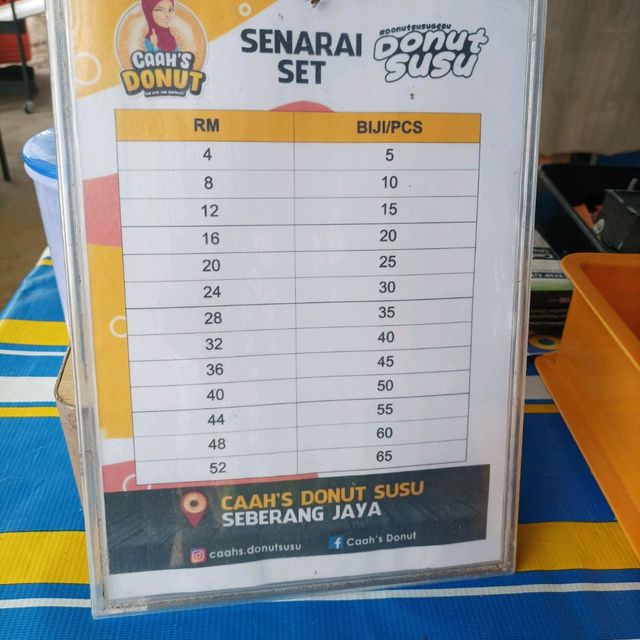 CAAH'S
DONUT
SENARAI
SET
#DONUTSUSUGEBU
Donut
SUSU
RM BIJI/PCS
4 5
8 10
12 15
16 20
20 25
24 30
28 35
32 40
36 45
40 50
44 55
48 60
52 65
CAAH'S DONUT SUSU
SEBERANG JAYA
caahs.donutsusu Caah's Donut